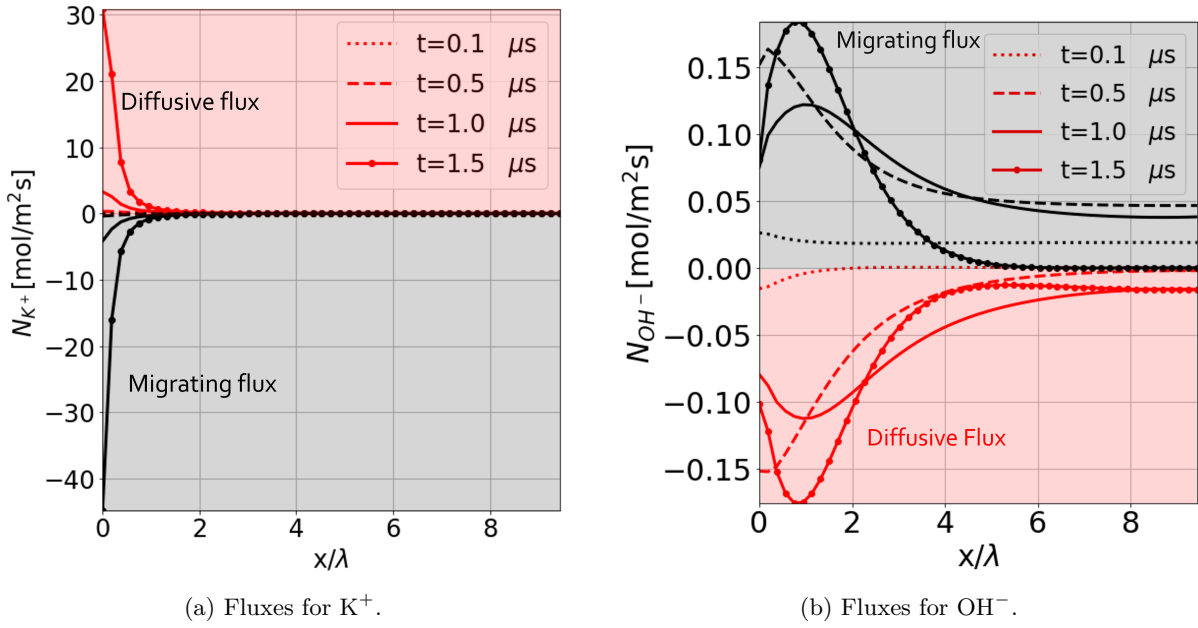 30
20
10
0
−10
−20
−30
−40
0
2
4
6
8
N_{K^+} [mol/m²s]
x/λ
Diffusive flux
Migrating flux
t=0.1 μs
t=0.5 μs
t=1.0 μs
t=1.5 μs
(a) Fluxes for K⁺.
0.15
0.10
0.05
0.00
−0.05
−0.10
−0.15
0
2
4
6
8
N_{OH^-} [mol/m²s]
x/λ
Migrating flux
Diffusive Flux
t=0.1 μs
t=0.5 μs
t=1.0 μs
t=1.5 μs
(b) Fluxes for OH⁻.